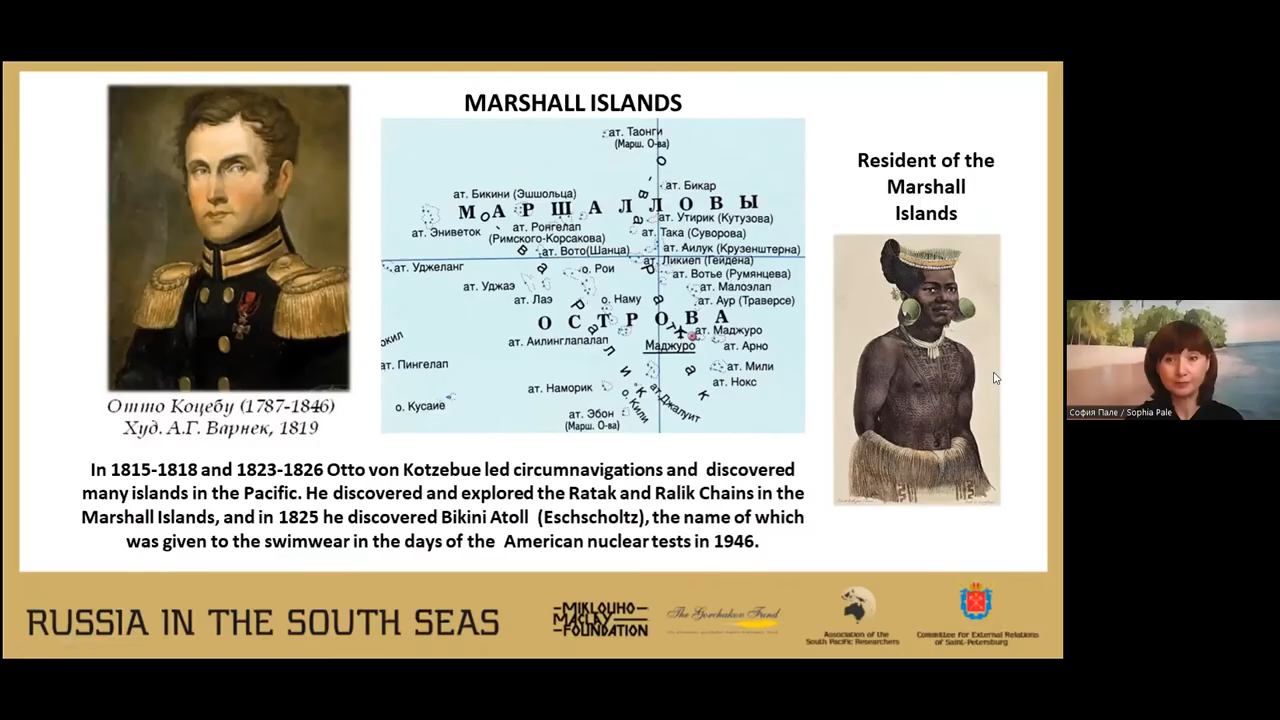 MARSHALL ISLANDS
ат. Таонги
(Марш. О-ва)
ат. Бикини (Эшшольца)
ат. Бикар
МАРШАЛЛОВЫ
ат. Эниветок
ат. Ронгелап
(Римского-Корсакова)
ат. Утирик (Кутузова)
ат. Така (Суворова)
ат. Вото(Шанца)
ат. Аилук (Крузенштерна)
ат. Ликиеп (Гейдена)
ат. Уджеланг
о. Рои
ат. Вотье (Румянцева)
ат. Уджаэ
ат. Малоэлап
ат. Лаэ
о. Наму
ат. Аур (Траверсе)
ОСТРОВА
ат. Маджуро
Маджуро
ат. Аилинглапалап
ат. Арно
окил
ат. Пингелап
ат. Мили
ат. Нокс
ат. Наморик
о. Кили
ат. Джалуит
о. Кусаие
ат. Эбон
(Марш. О-ва)
о-ва Ралик
о-ва Ратак
Отто Коцебу (1787-1846)
Худ. А.Г. Варнек, 1819
Resident of the
Marshall
Islands
In 1815-1818 and 1823-1826 Otto von Kotzebue led circumnavigations and discovered
many islands in the Pacific. He discovered and explored the Ratak and Ralik Chains in the
Marshall Islands, and in 1825 he discovered Bikini Atoll (Eschscholtz), the name of which
was given to the swimwear in the days of the American nuclear tests in 1946.
RUSSIA IN THE SOUTH SEAS
MIKLOUHO
MACLAY
FOUNDATION
The Gorchakov Fund
Association of the
South Pacific Researchers
Committee for External Relations
of Saint-Petersburg
София Пале / Sophia Pale